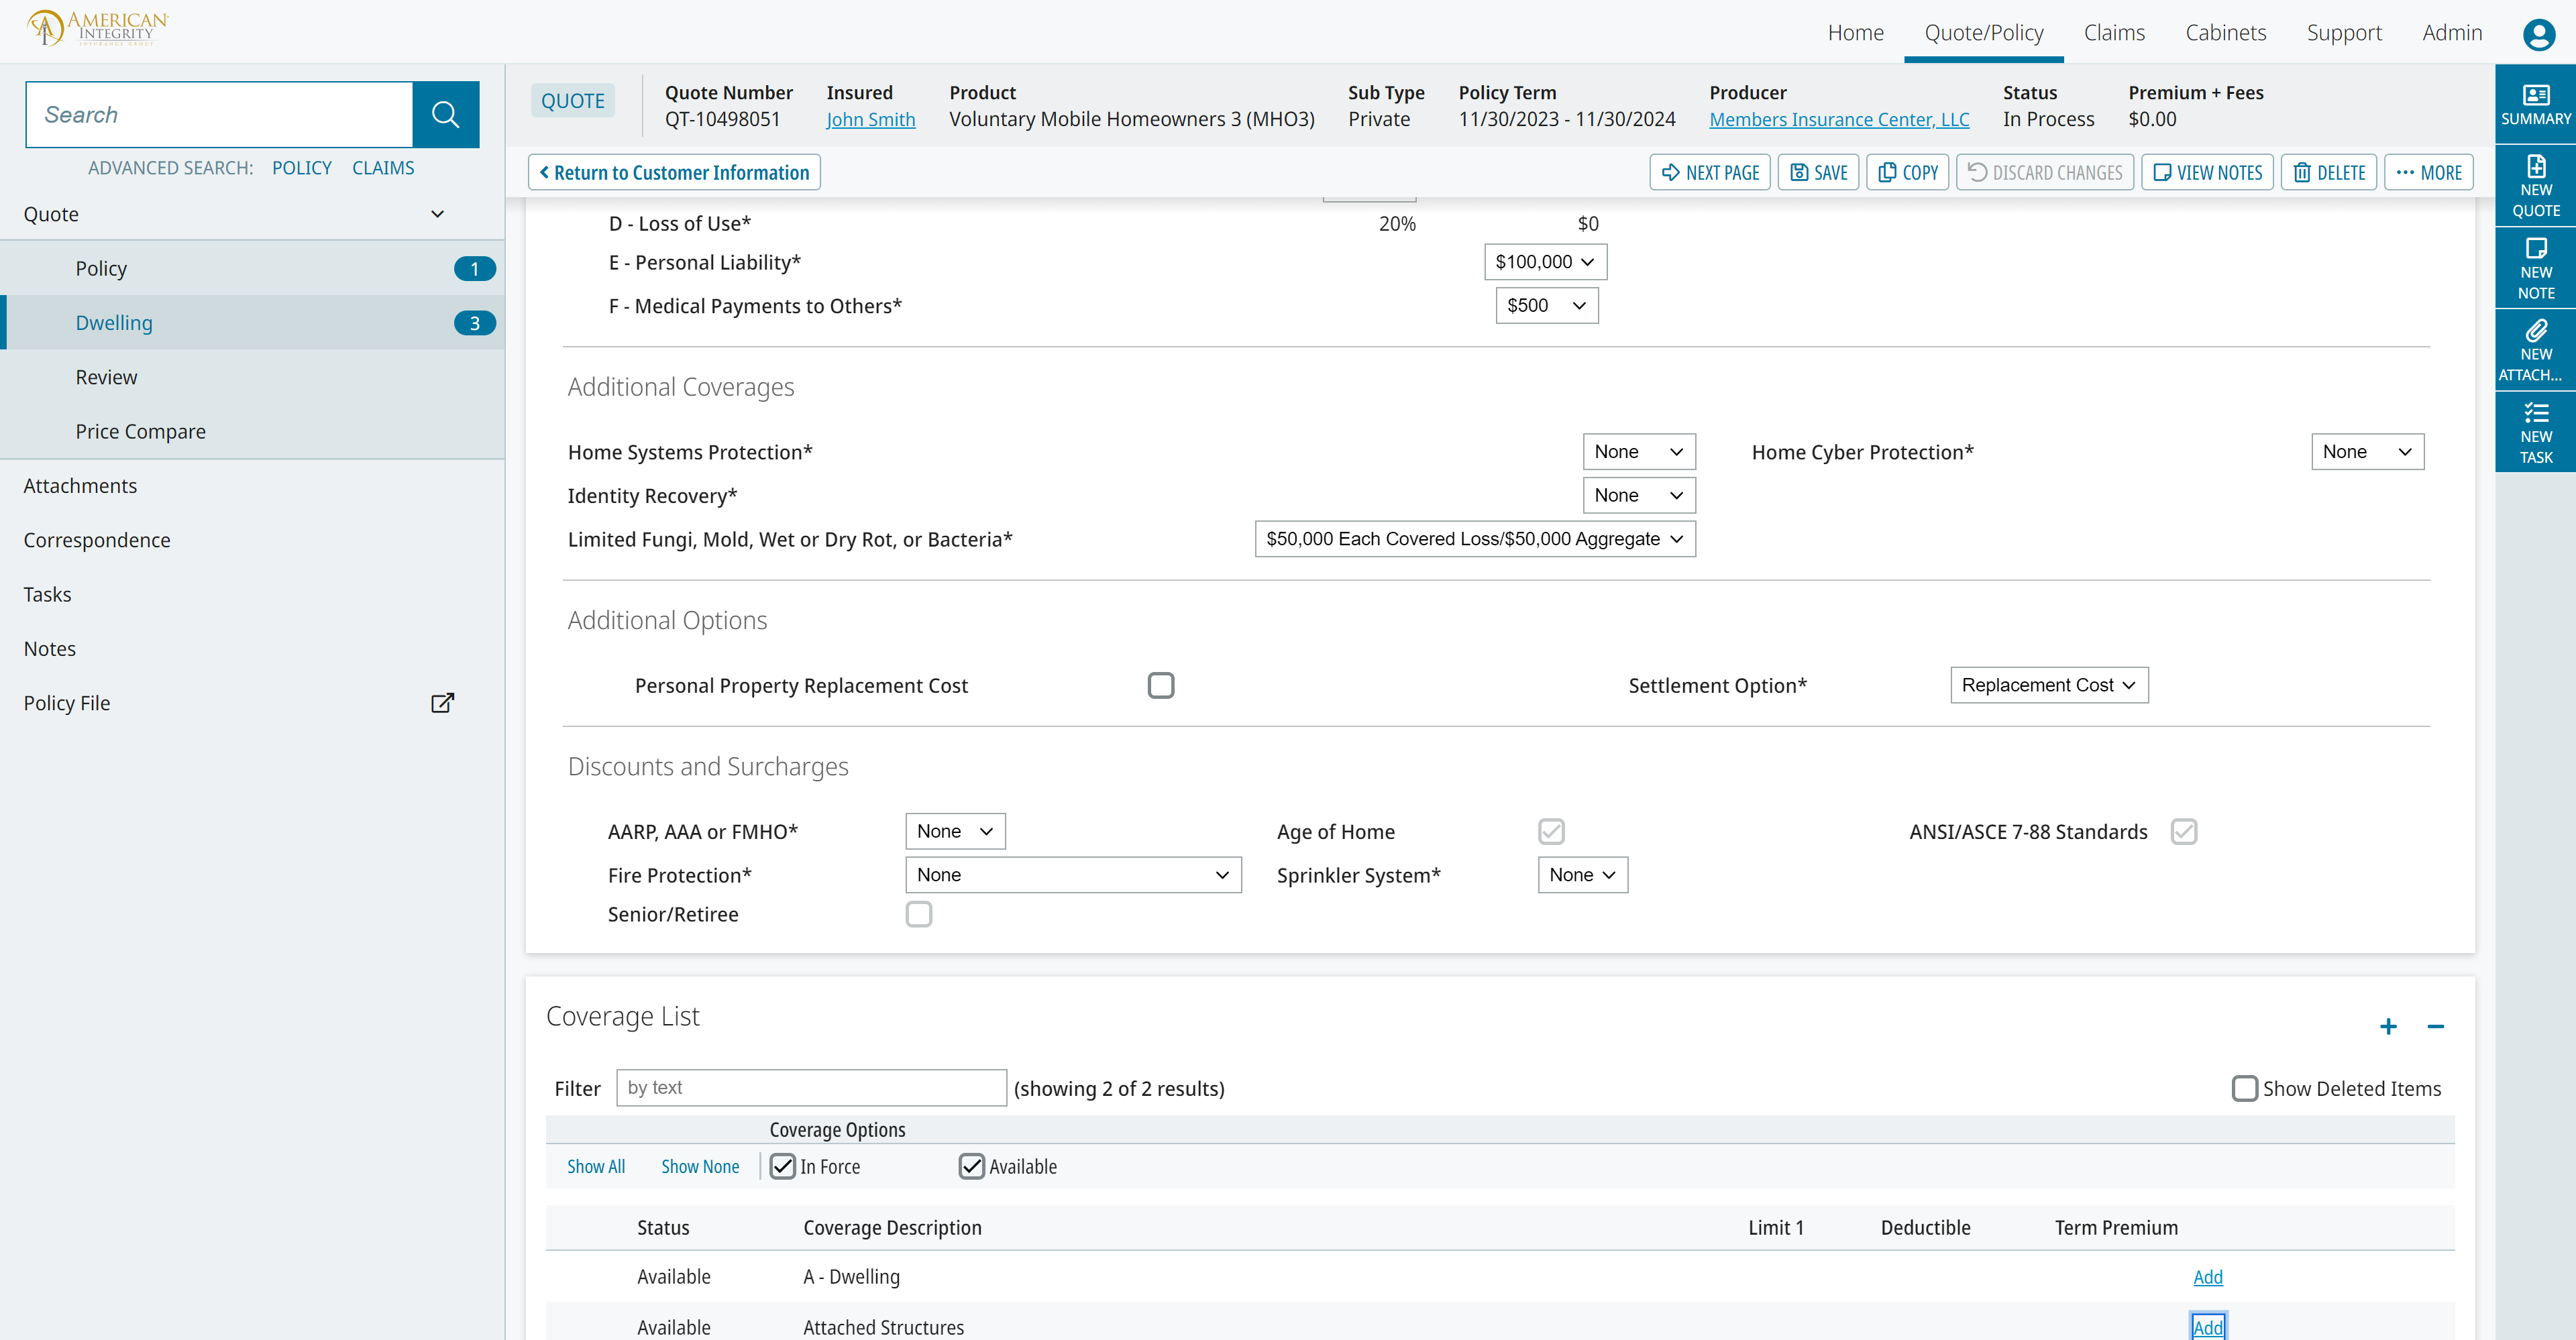 AMERICAN
INTEGRITY
INSURANCE GROUP
Home Quote/Policy Claims Cabinets Support Admin
Search
ADVANCED SEARCH: POLICY CLAIMS
Quote
Policy 1
Dwelling 3
Review
Price Compare
Attachments
Correspondence
Tasks
Notes
Policy File
QUOTE
Quote Number Insured Product Sub Type Policy Term Producer Status Premium + Fees
QT-10498051 John Smith Voluntary Mobile Homeowners 3 (MHO3) Private 11/30/2023 - 11/30/2024 Members Insurance Center, LLC In Process $0.00
Return to Customer Information NEXT PAGE SAVE COPY DISCARD CHANGES VIEW NOTES DELETE MORE
D - Loss of Use* 20% $0
E - Personal Liability* $100,000
F - Medical Payments to Others* $500
Additional Coverages
Home Systems Protection* None Home Cyber Protection* None
Identity Recovery* None
Limited Fungi, Mold, Wet or Dry Rot, or Bacteria* $50,000 Each Covered Loss/$50,000 Aggregate
Additional Options
Personal Property Replacement Cost Settlement Option* Replacement Cost
Discounts and Surcharges
AARP, AAA or FMHO* None Age of Home ANSI/ASCE 7-88 Standards
Fire Protection* None Sprinkler System* None
Senior/Retiree
Coverage List
Filter by text (showing 2 of 2 results) Show Deleted Items
Coverage Options
Show All Show None In Force Available
Status Coverage Description Limit 1 Deductible Term Premium
Available A - Dwelling Add
Available Attached Structures Add
SUMMARY
NEW
QUOTE
NEW
NOTE
NEW
ATTACH...
NEW
TASK